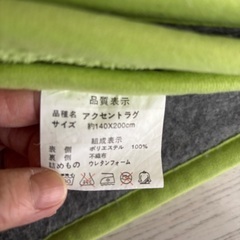 品質表示
品種名 アクセントラグ
サイズ 約140X200cm
組成表示
表 側 ポリエステル 100%
裏 側 不織布
詰めもの ウレタンフォーム